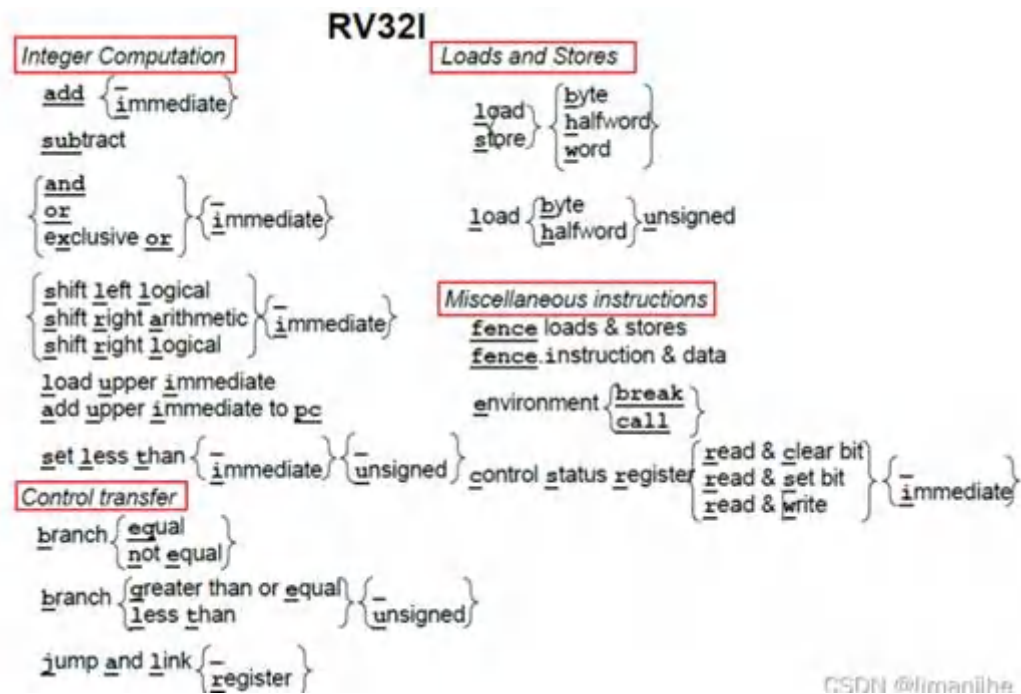 RV32I
Integer Computation
add { _ immediate }
subtract
and
or
exclusive or
{ _ immediate }
shift left logical
shift right arithmetic
shift right logical
{ _ immediate }
load upper immediate
add upper immediate to pc
set less than { _ immediate } { _ unsigned }
Control transfer
branch { equal
not equal }
branch { greater than or equal
less than } { _ unsigned }
jump and link { _ register }
Loads and Stores
load
store
byte
halfword
word
load { byte
halfword } unsigned
Miscellaneous instructions
fence loads & stores
fence.instruction & data
environment { break
call }
control status register { read & clear bit
read & set bit
read & write } { _ immediate }
CSDN @limanjihe